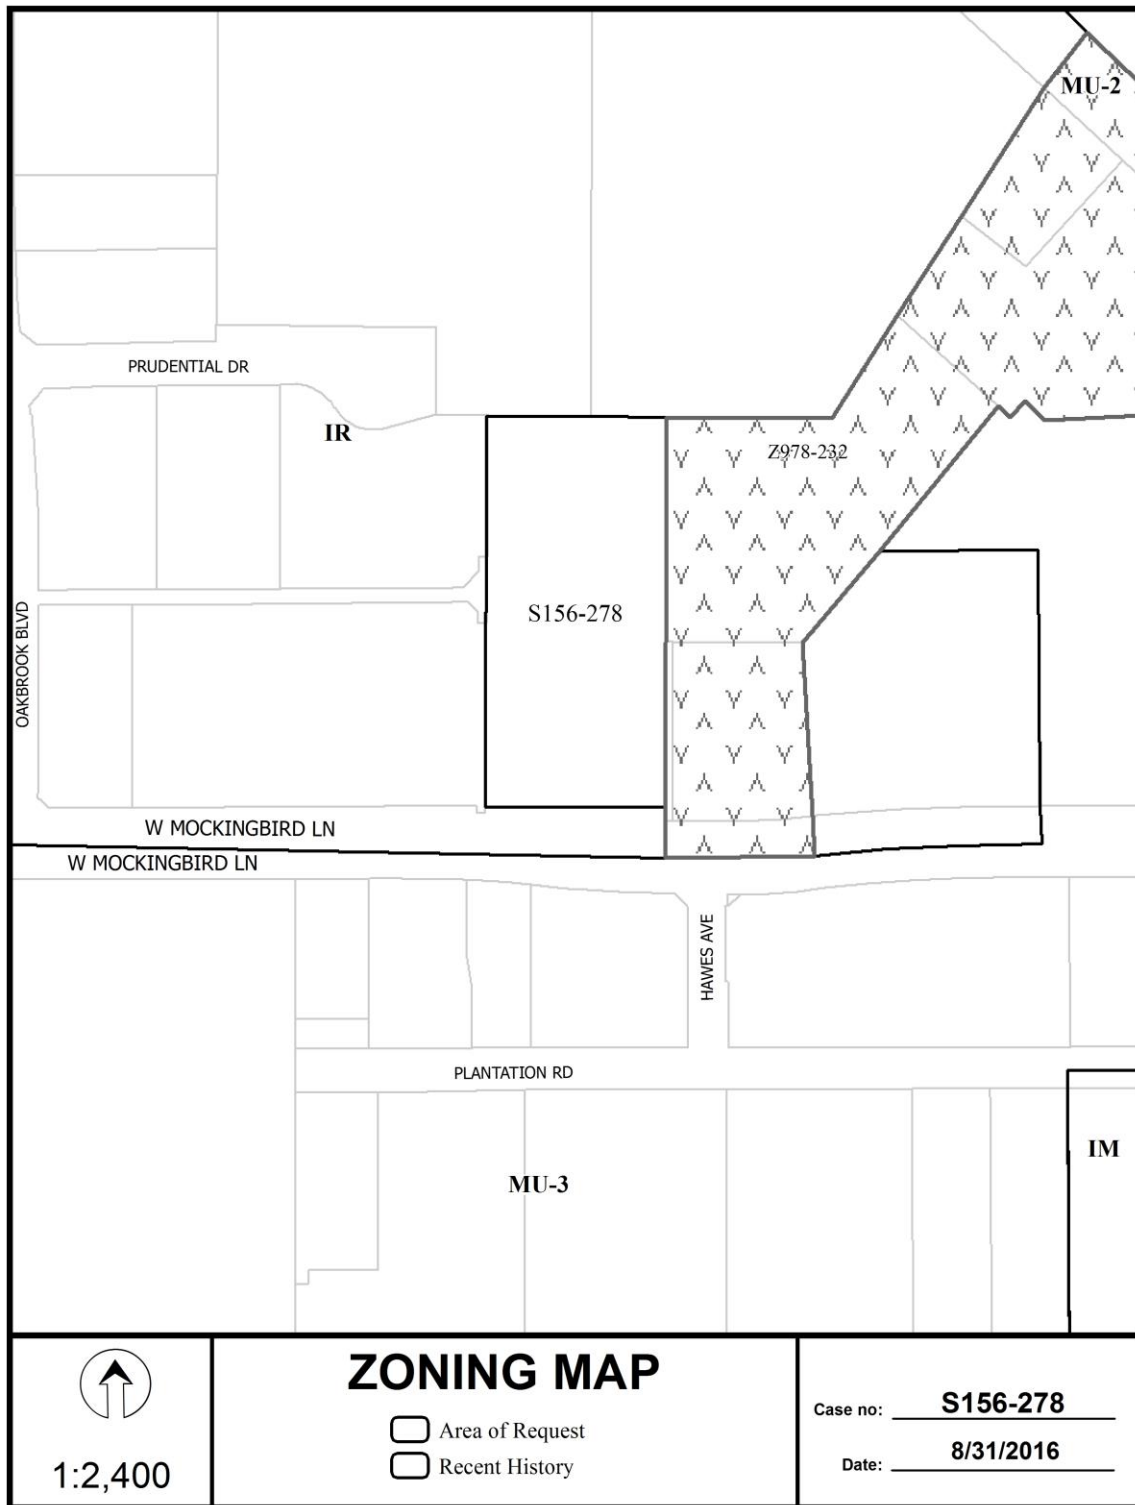 MU-2
PRUDENTIAL DR
IR
Z978-232
S156-278
OAKBROOK BLVD
W MOCKINGBIRD LN
W MOCKINGBIRD LN
HAWES AVE
PLANTATION RD
IM
MU-3
1:2,400
ZONING MAP
Area of Request
Recent History
Case no: S156-278
Date: 8/31/2016